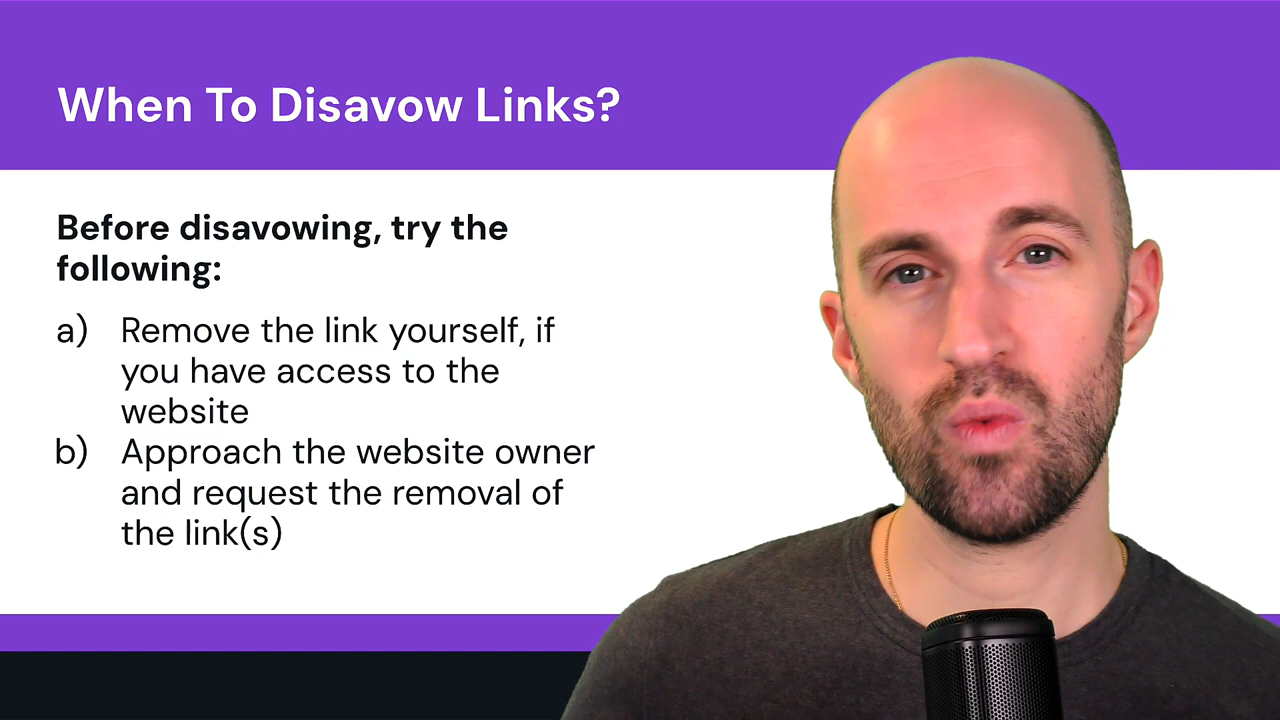 When To Disavow Links?
Before disavowing, try the
following:
a) Remove the link yourself, if
you have access to the
website
b) Approach the website owner
and request the removal of
the link(s)